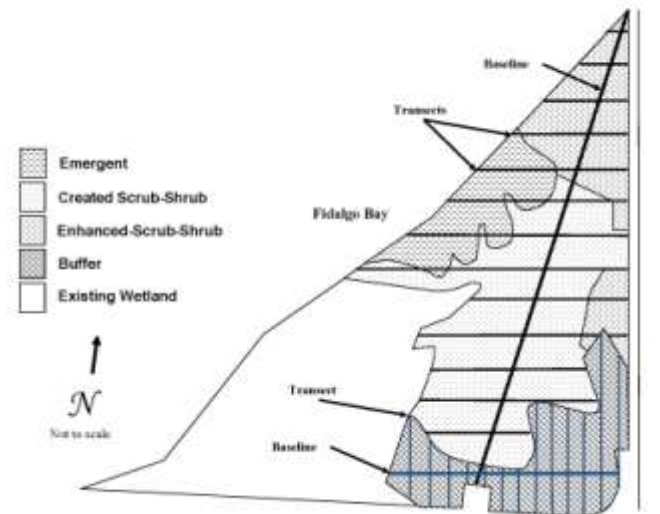 Baseline
Transects
Emergent
Created Scrub-Shrub
Enhanced-Scrub-Shrub
Buffer
Existing Wetland
Fidalgo Bay
N
Not to scale
Transect
Baseline